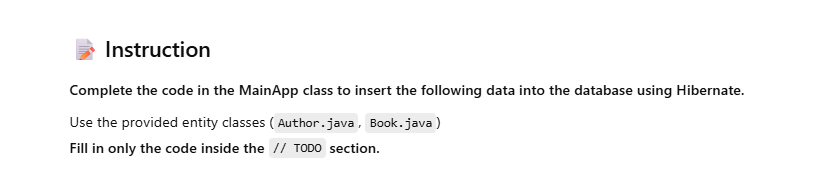 Instruction
Complete the code in the MainApp class to insert the following data into the database using Hibernate.
Use the provided entity classes (Author.java, Book.java)
Fill in only the code inside the // TODO section.